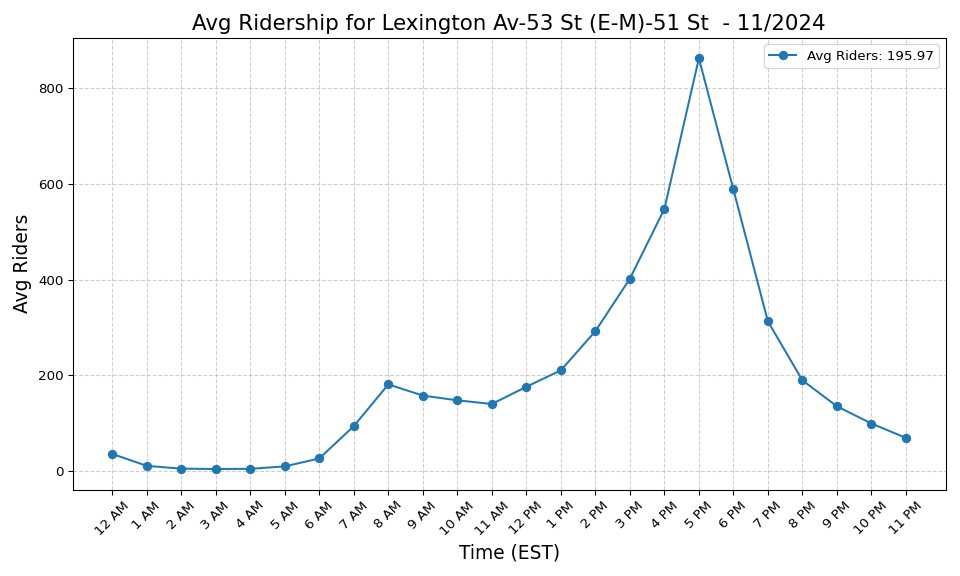 Avg Ridership for Lexington Av-53 St (E-M)-51 St  - 11/2024
Avg Riders: 195.97
Avg Riders
800
600
400
200
0
12 AM 1 AM 2 AM 3 AM 4 AM 5 AM 6 AM 7 AM 8 AM 9 AM 10 AM 11 AM 12 PM 1 PM 2 PM 3 PM 4 PM 5 PM 6 PM 7 PM 8 PM 9 PM 10 PM 11 PM
Time (EST)